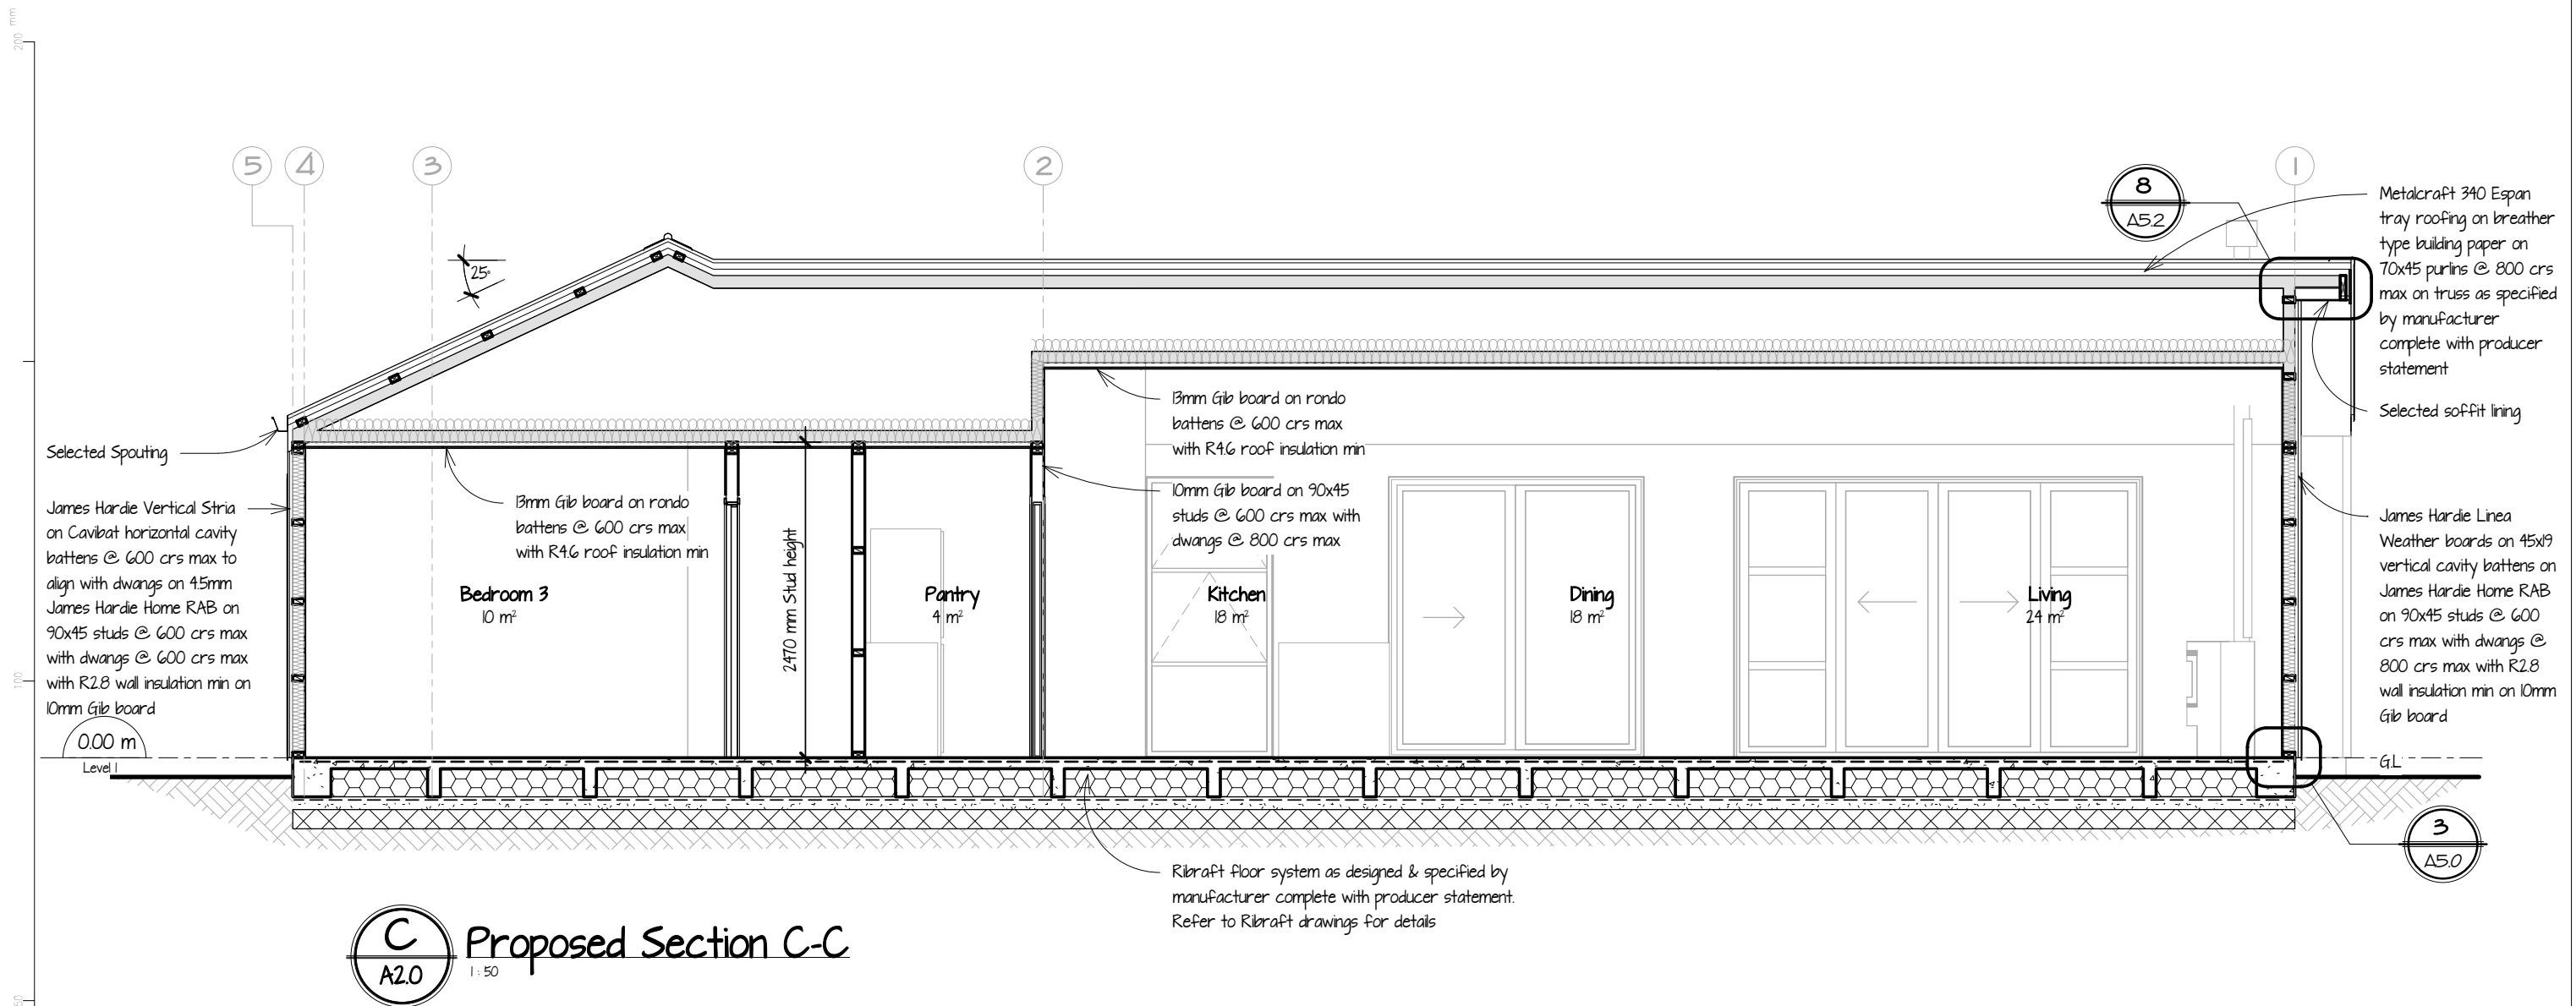 mm
200
100
50
5
4
3
2
1
25°
8
A5.2
Metalcraft 340 Espan
tray roofing on breather
type building paper on
70x45 purlins @ 800 crs
max on truss as specified
by manufacturer
complete with producer
statement
Selected soffit lining
Selected Spouting
James Hardie Vertical Stria
on Cavibat horizontal cavity
battens @ 600 crs max to
align with dwangs on 4.5mm
James Hardie Home RAB on
90x45 studs @ 600 crs max
with dwangs @ 600 crs max
with R2.8 wall insulation min on
10mm Gib board
13mm Gib board on rondo
battens @ 600 crs max
with R4.6 roof insulation min
13mm Gib board on rondo
battens @ 600 crs max
with R4.6 roof insulation min
10mm Gib board on 90x45
studs @ 600 crs max with
dwangs @ 800 crs max
2470 mm Stud height
Bedroom 3
10 m²
Pantry
4 m²
Kitchen
18 m²
Dining
18 m²
Living
24 m²
James Hardie Linea
Weather boards on 45x19
vertical cavity battens on
James Hardie Home RAB
on 90x45 studs @ 600
crs max with dwangs @
800 crs max with R2.8
wall insulation min on 10mm
Gib board
0.00 m
Level 1
G.L
3
A5.0
Ribraft floor system as designed & specified by
manufacturer complete with producer statement.
Refer to Ribraft drawings for details
C
A2.0
Proposed Section C-C
1 : 50